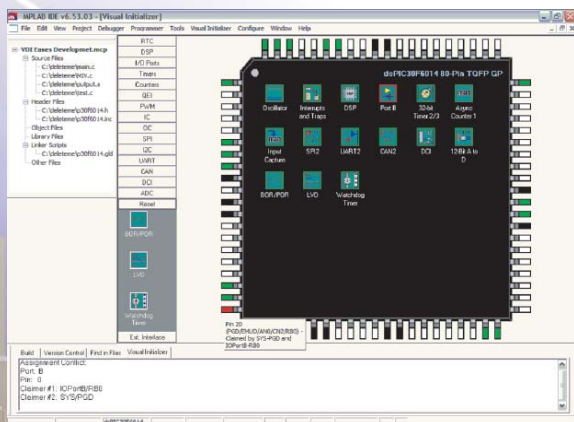 MPLAB IDE v6.53.03 - [Visual Initializer]
File Edit View Project Debugger Programmer Tools Visual Initializer Configure Window Help
VDI Eases Developmet.mcp
Source Files
C:\deleteme\main.c
C:\deleteme\output.s
C:\deleteme\test.c
Header Files
C:\deleteme\p30f6014.h
C:\deleteme\p30f6014.inc
Object Files
Library Files
Linker Scripts
C:\deleteme\p30f6014.gld
Other Files
RTC
DSP
I/O Ports
Timers
Counters
QEI
PWM
IC
OC
SPI
I2C
UART
CAN
DCI
ADC
Reset
BOR/POR
LVD
Watchdog
Timer
Ext. Interface
dsPIC30F6014 80-Pin TQFP GP
Oscillator
Interrupts
and Traps
DSP
Port B
32-bit
Timer 2/3
Async
Counter 1
Input
Capture
SPI2
UART2
CAN2
DCI
12-Bit A to
D
BOR/POR
LVD
Watchdog
Timer
Pin 20
(PGD/EMUD/AN0/CN2/RB0) -
Claimed by SYS-PGD and
IOPortB-RB0
Build Version Control Find in Files Visual Initializer
Assignment Conflict:
Port: B
Pin: 0
Claimer #1: IOPortB/RB0
Claimer #2: SYS/PGD